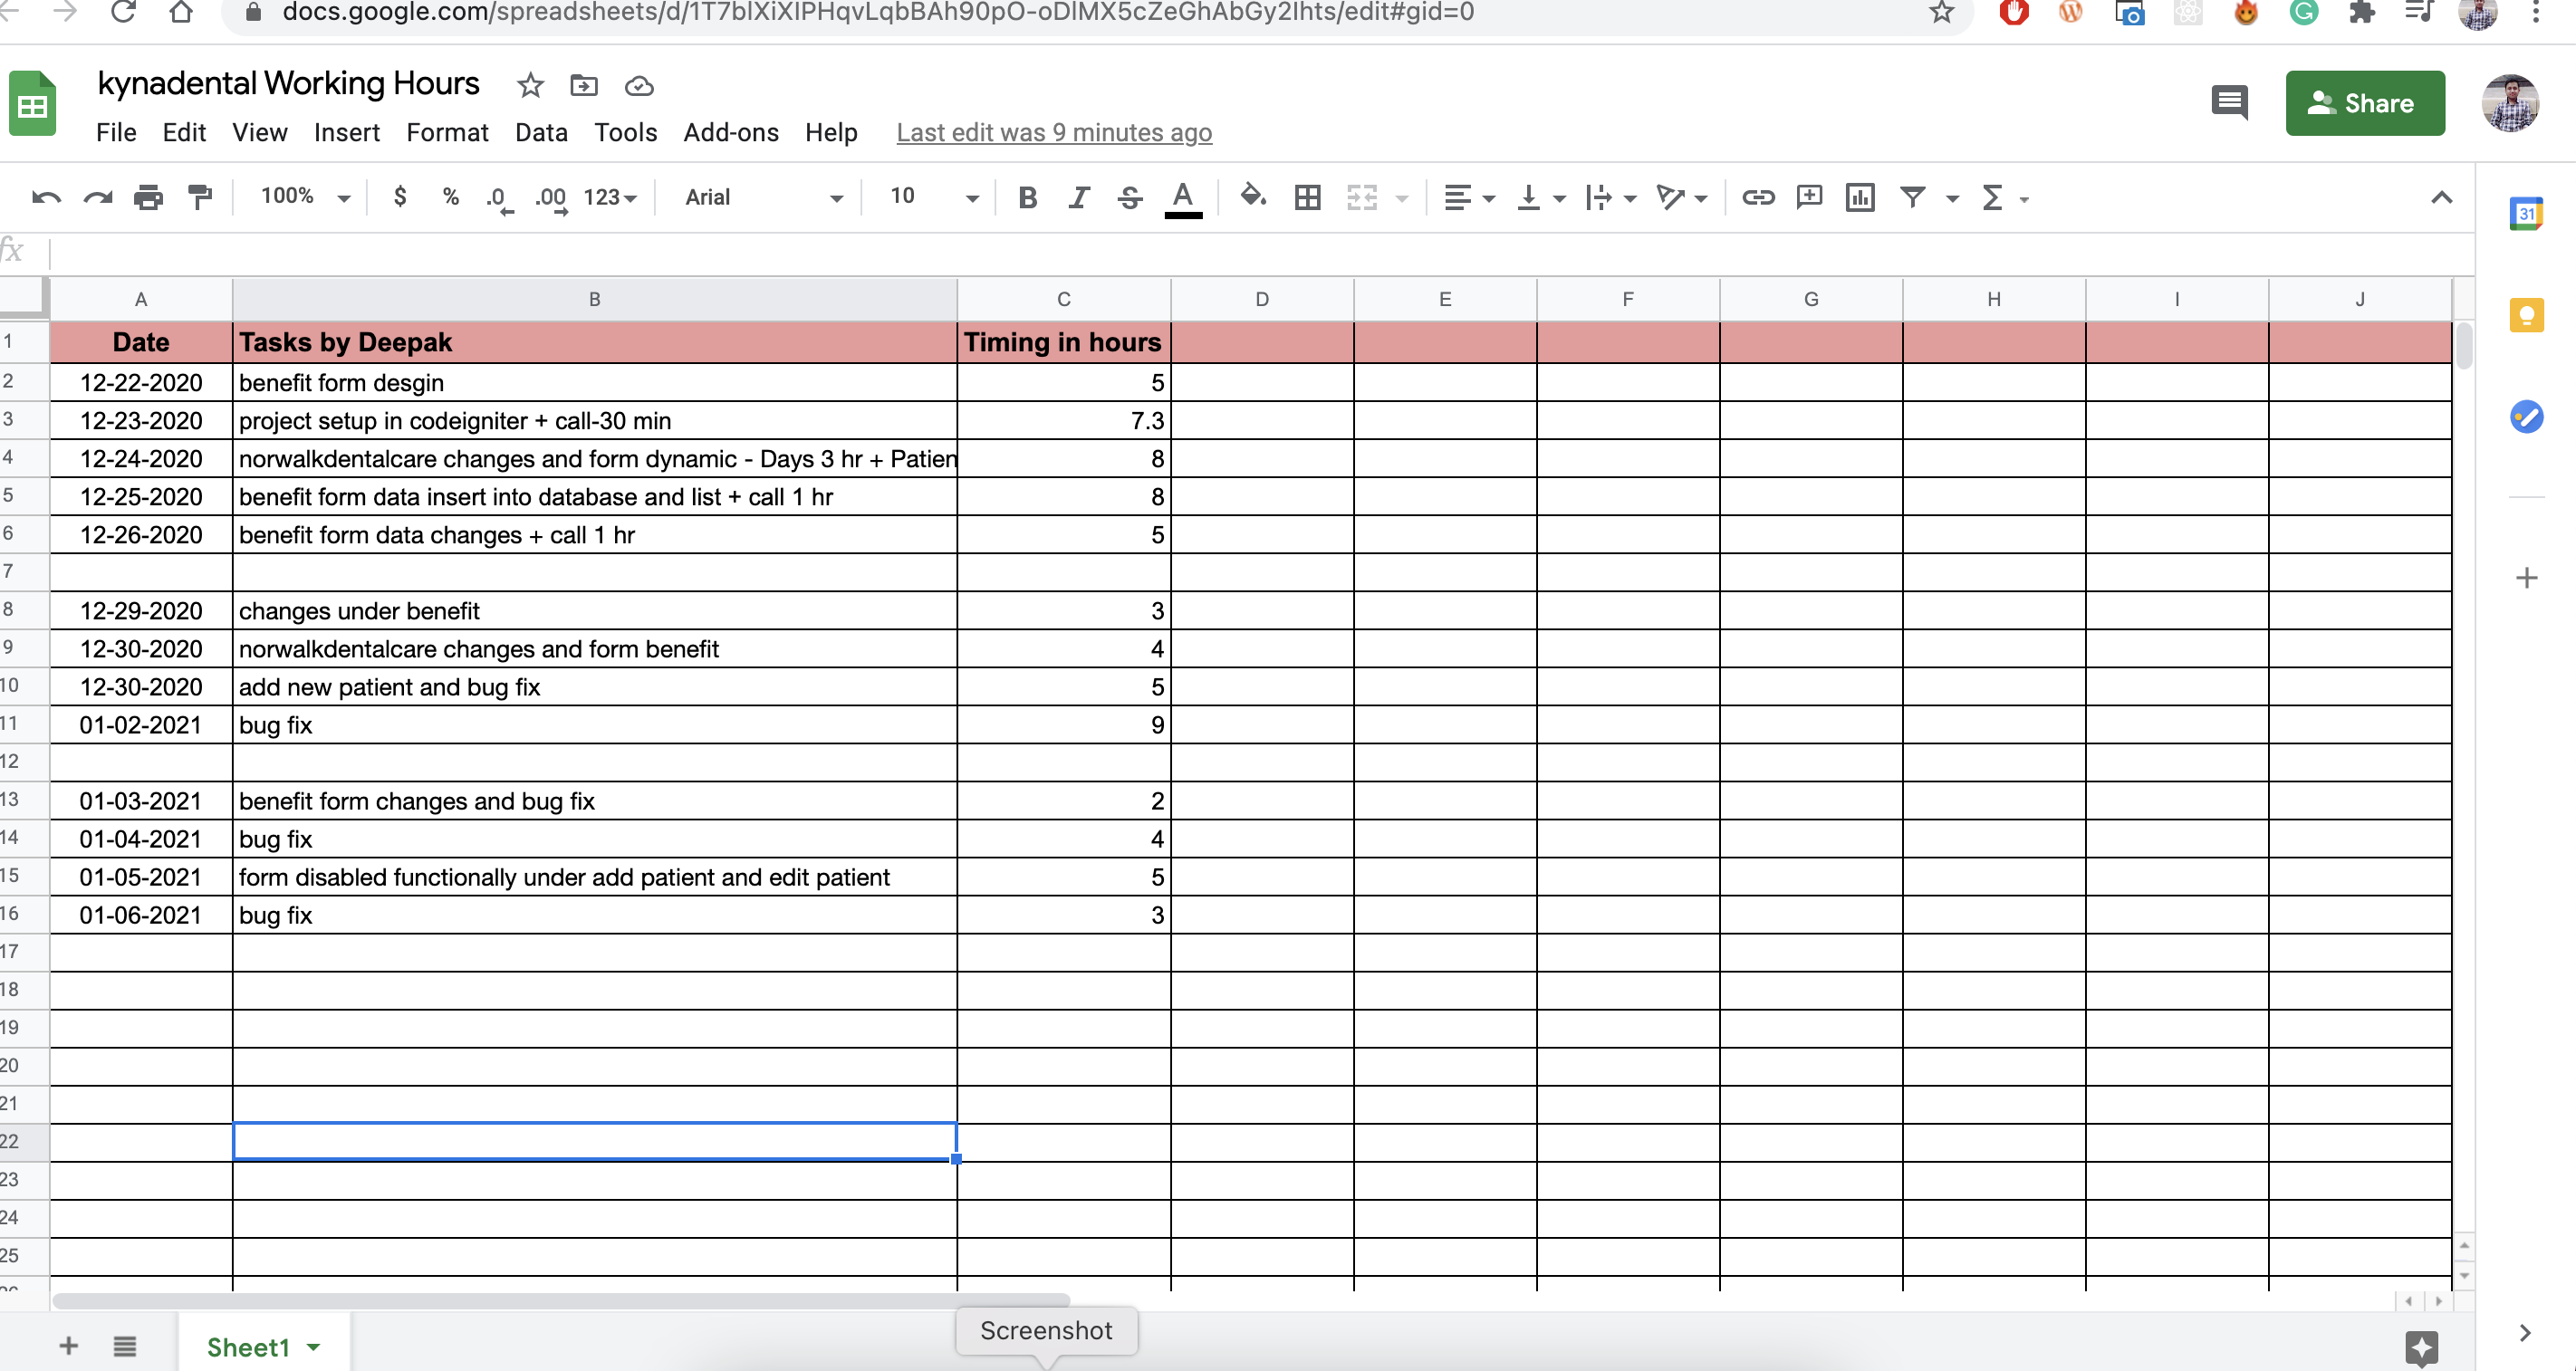 docs.google.com/spreadsheets/d/1T7blXiXIPHqvLqbBAh90pO-oDIMX5cZeGhAbGy2Ihts/edit#gid=0
kynadental Working Hours
Share
File Edit View Insert Format Data Tools Add-ons Help Last edit was 9 minutes ago
100% $ % .0 .00 123 Arial 10 B I S A Σ
31
fx
A B C D E F G H I J
1 Date Tasks by Deepak Timing in hours
2 12-22-2020 benefit form desgin 5
3 12-23-2020 project setup in codeigniter + call-30 min 7.3
4 12-24-2020 norwalkdentalcare changes and form dynamic - Days 3 hr + Patien 8
5 12-25-2020 benefit form data insert into database and list + call 1 hr 8
6 12-26-2020 benefit form data changes + call 1 hr 5
7
8 12-29-2020 changes under benefit 3
9 12-30-2020 norwalkdentalcare changes and form benefit 4
10 12-30-2020 add new patient and bug fix 5
11 01-02-2021 bug fix 9
12
13 01-03-2021 benefit form changes and bug fix 2
14 01-04-2021 bug fix 4
15 01-05-2021 form disabled functionally under add patient and edit patient 5
16 01-06-2021 bug fix 3
17
18
19
20
21
22
23
24
25
Sheet1
Screenshot